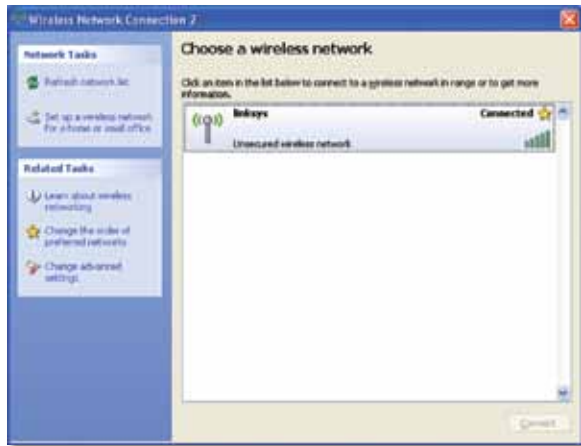 Wireless Network Connection 2
Network Tasks
Refresh network list
Set up a wireless network
for a home or small office
Related Tasks
Learn about wireless
networking
Change the order of
preferred networks
Change advanced
settings
Choose a wireless network
Click an item in the list below to connect to a wireless network in range or to get more
information.
linksys
Connected
Unsecured wireless network
Connect